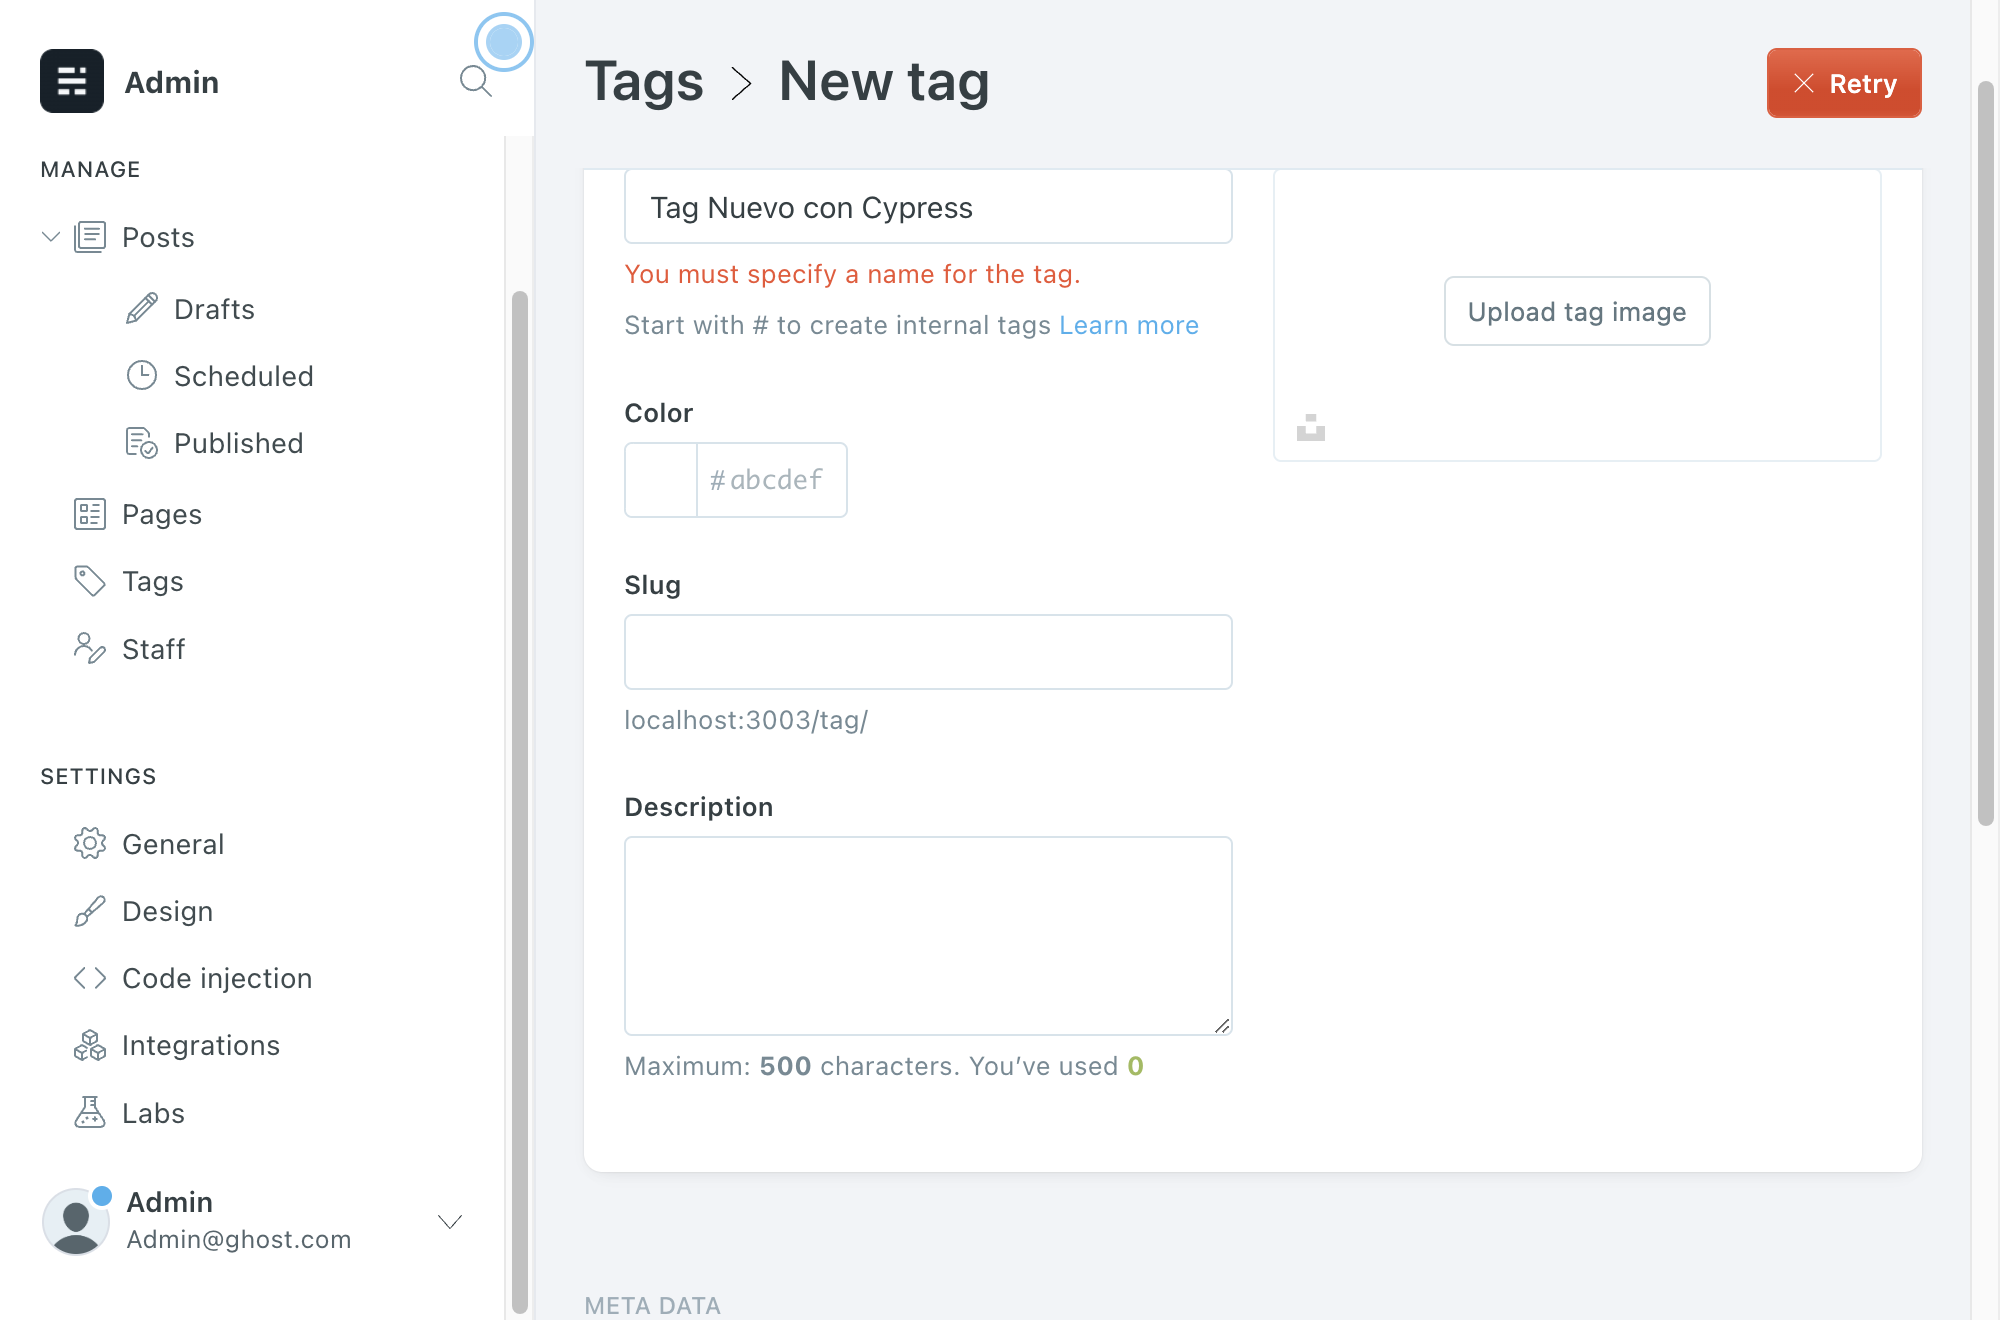 Admin
MANAGE
Posts
Drafts
Scheduled
Published
Pages
Tags
Staff
SETTINGS
General
Design
Code injection
Integrations
Labs
Admin
Admin@ghost.com
Tags > New tag
Retry
Tag Nuevo con Cypress
You must specify a name for the tag.
Start with # to create internal tags Learn more
Color
#abcdef
Slug
localhost:3003/tag/
Description
Maximum: 500 characters. You’ve used 0
Upload tag image
META DATA